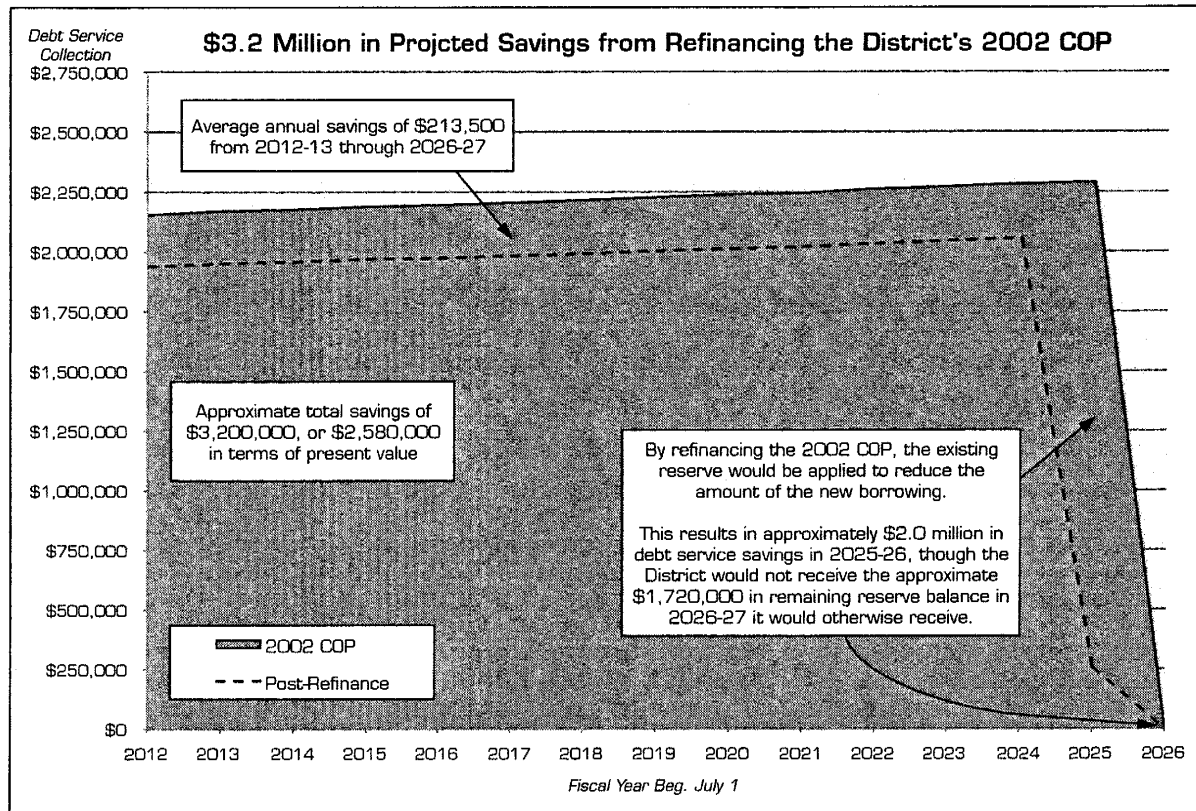 Debt Service
Collection
$3.2 Million in Projcted Savings from Refinancing the District's 2002 COP
$2,750,000
$2,500,000
$2,250,000
$2,000,000
$1,750,000
$1,500,000
$1,250,000
$1,000,000
$750,000
$500,000
$250,000
$0
Average annual savings of $213,500
from 2012-13 through 2026-27
Approximate total savings of
$3,200,000, or $2,580,000
in terms of present value
By refinancing the 2002 COP, the existing
reserve would be applied to reduce the
amount of the new borrowing.
This results in approximately $2.0 million in
debt service savings in 2025-26, though the
District would not receive the approximate
$1,720,000 in remaining reserve balance in
2026-27 it would otherwise receive.
2002 COP
Post-Refinance
2012 2013 2014 2015 2016 2017 2018 2019 2020 2021 2022 2023 2024 2025 2026
Fiscal Year Beg. July 1